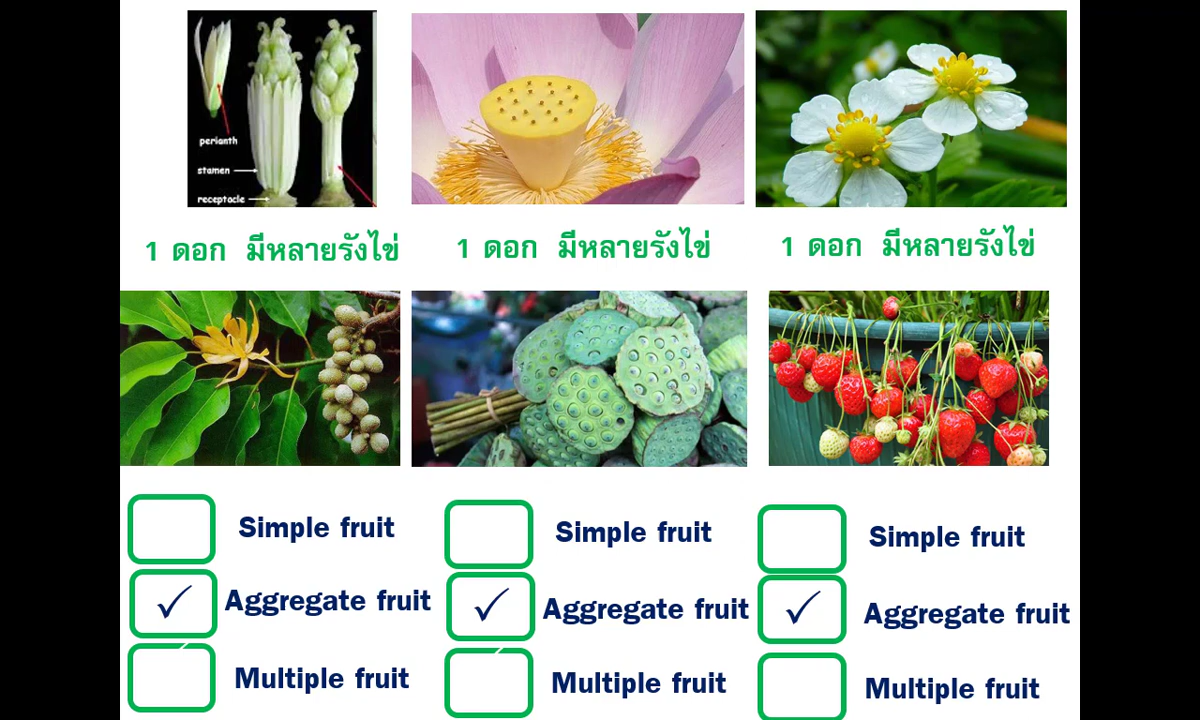 perianth
stamen
receptacle
1 ดอก มีหลายรังไข่
1 ดอก มีหลายรังไข่
1 ดอก มีหลายรังไข่
Simple fruit
Simple fruit
Simple fruit
✓ Aggregate fruit
✓ Aggregate fruit
✓ Aggregate fruit
Multiple fruit
Multiple fruit
Multiple fruit